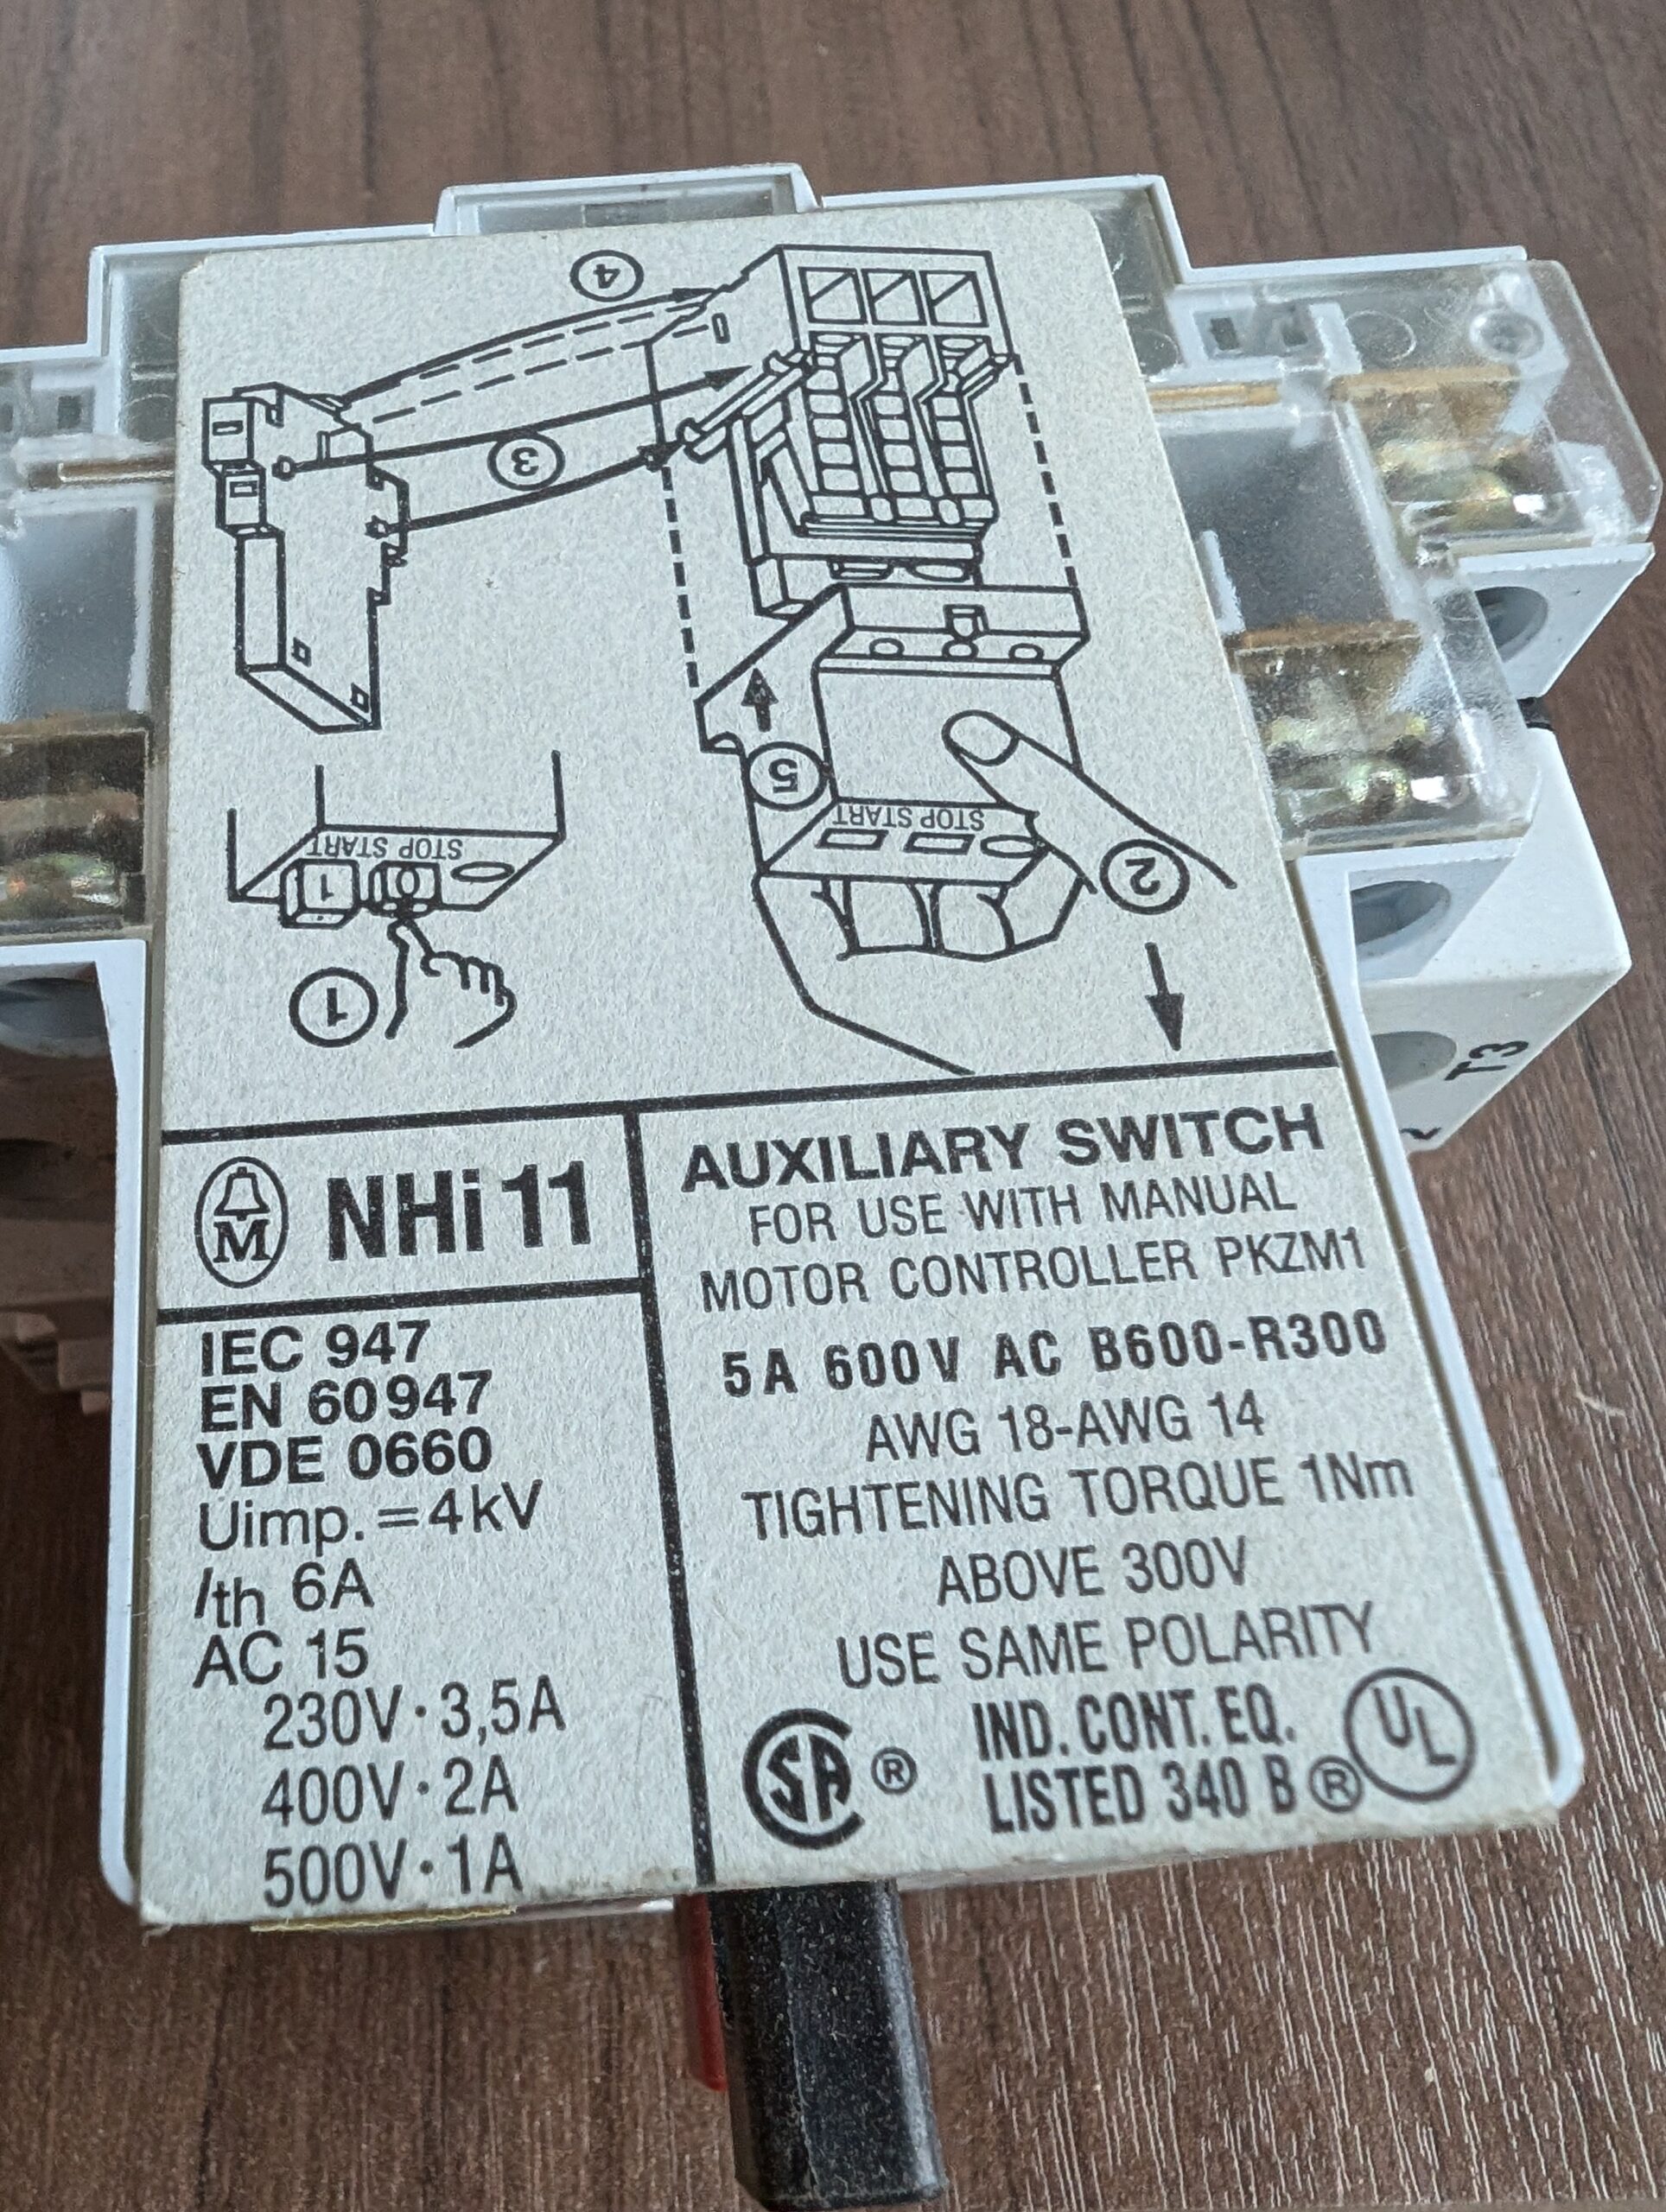 4
3
5
STOP START
2
STOP START
1
1
M NHi 11
IEC 947
EN 60947
VDE 0660
Uimp.=4kV
Ith 6A
AC 15
230V·3,5A
400V·2A
500V·1A
AUXILIARY SWITCH
FOR USE WITH MANUAL
MOTOR CONTROLLER PKZM1
5A 600V AC B600-R300
AWG 18-AWG 14
TIGHTENING TORQUE 1Nm
ABOVE 300V
USE SAME POLARITY
SA ® IND. CONT. EQ.
LISTED 340 B ® UL
T3